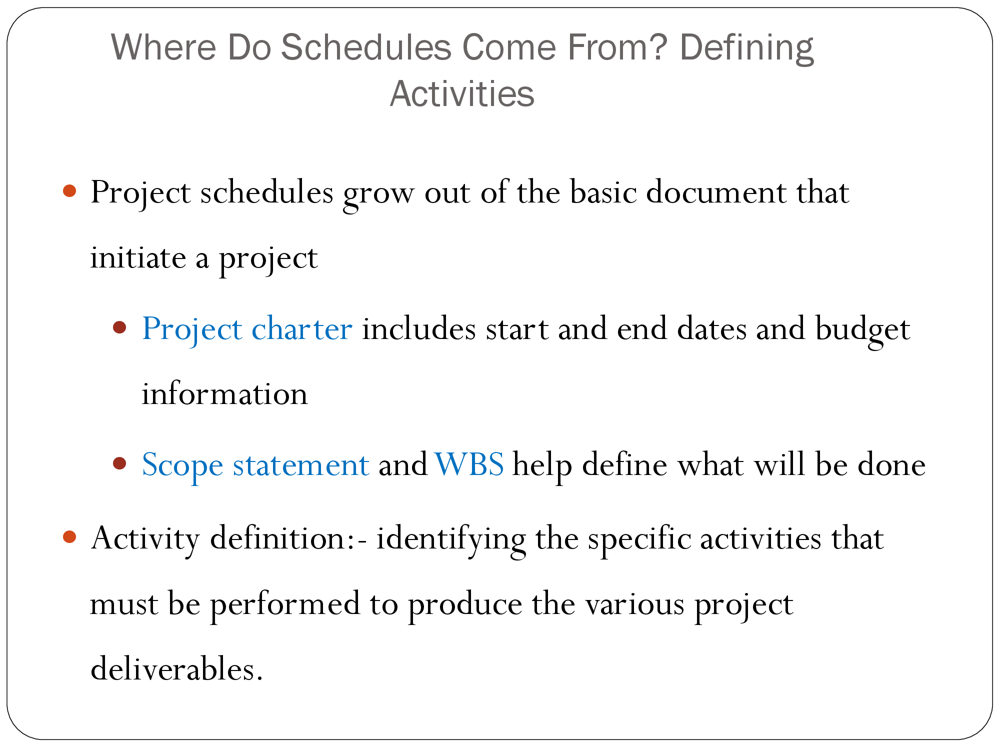 Where Do Schedules Come From? Defining
Activities
• Project schedules grow out of the basic document that
initiate a project
• Project charter includes start and end dates and budget
information
• Scope statement and WBS help define what will be done
• Activity definition:- identifying the specific activities that
must be performed to produce the various project
deliverables.